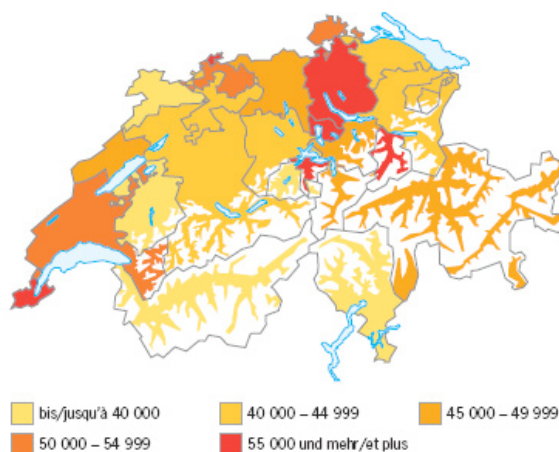 bis/jusqu'à 40 000
40 000 – 44 999
45 000 – 49 999
50 000 – 54 999
55 000 und mehr/et plus